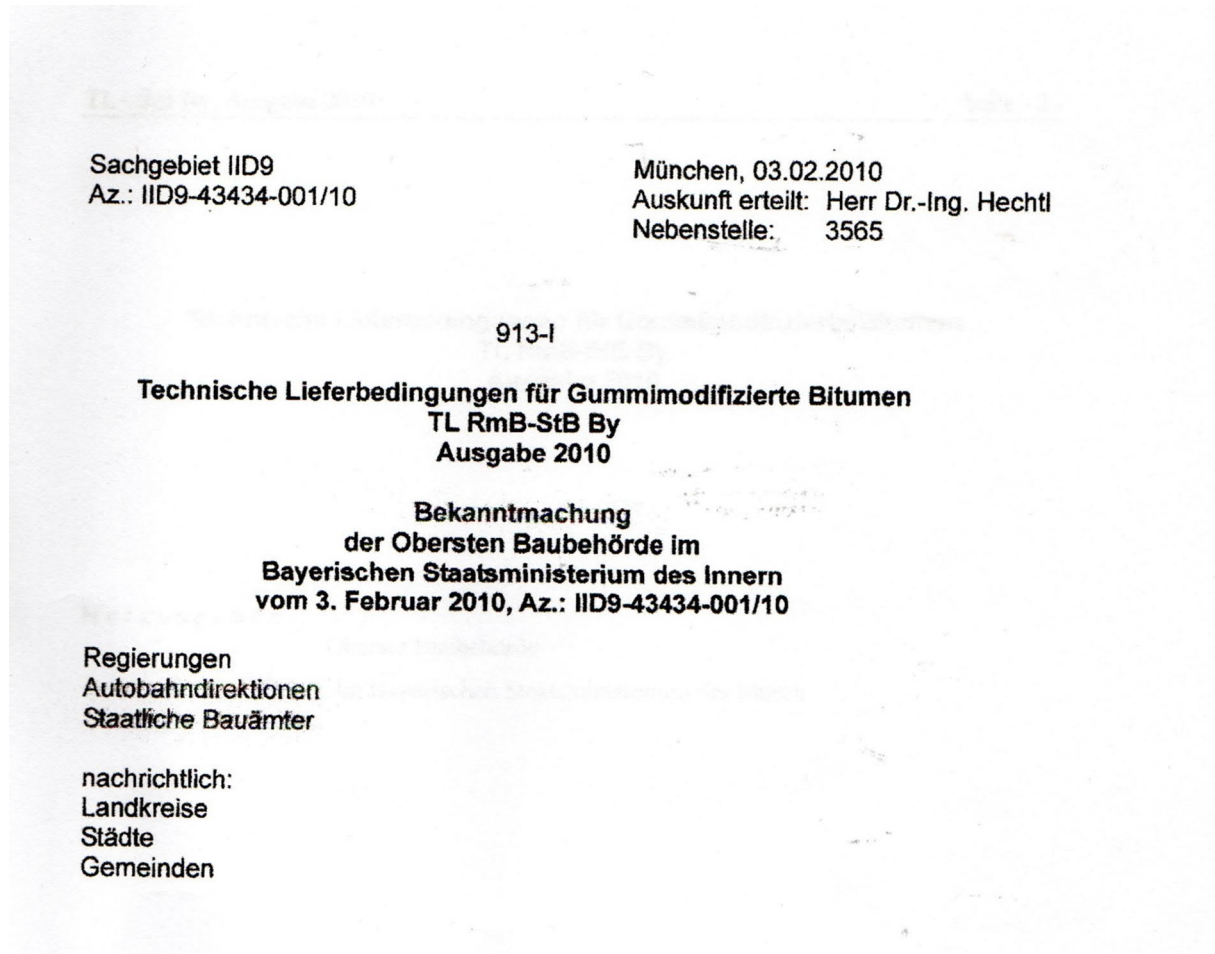 Sachgebiet IID9
Az.: IID9-43434-001/10
München, 03.02.2010
Auskunft erteilt: Herr Dr.-Ing. Hechtl
Nebenstelle: 3565
913-I
Technische Lieferbedingungen für Gummimodifizierte Bitumen
TL RmB-StB By
Ausgabe 2010
Bekanntmachung
der Obersten Baubehörde im
Bayerischen Staatsministerium des Innern
vom 3. Februar 2010, Az.: IID9-43434-001/10
Regierungen
Autobahndirektionen
Staatliche Bauämter
nachrichtlich:
Landkreise
Städte
Gemeinden